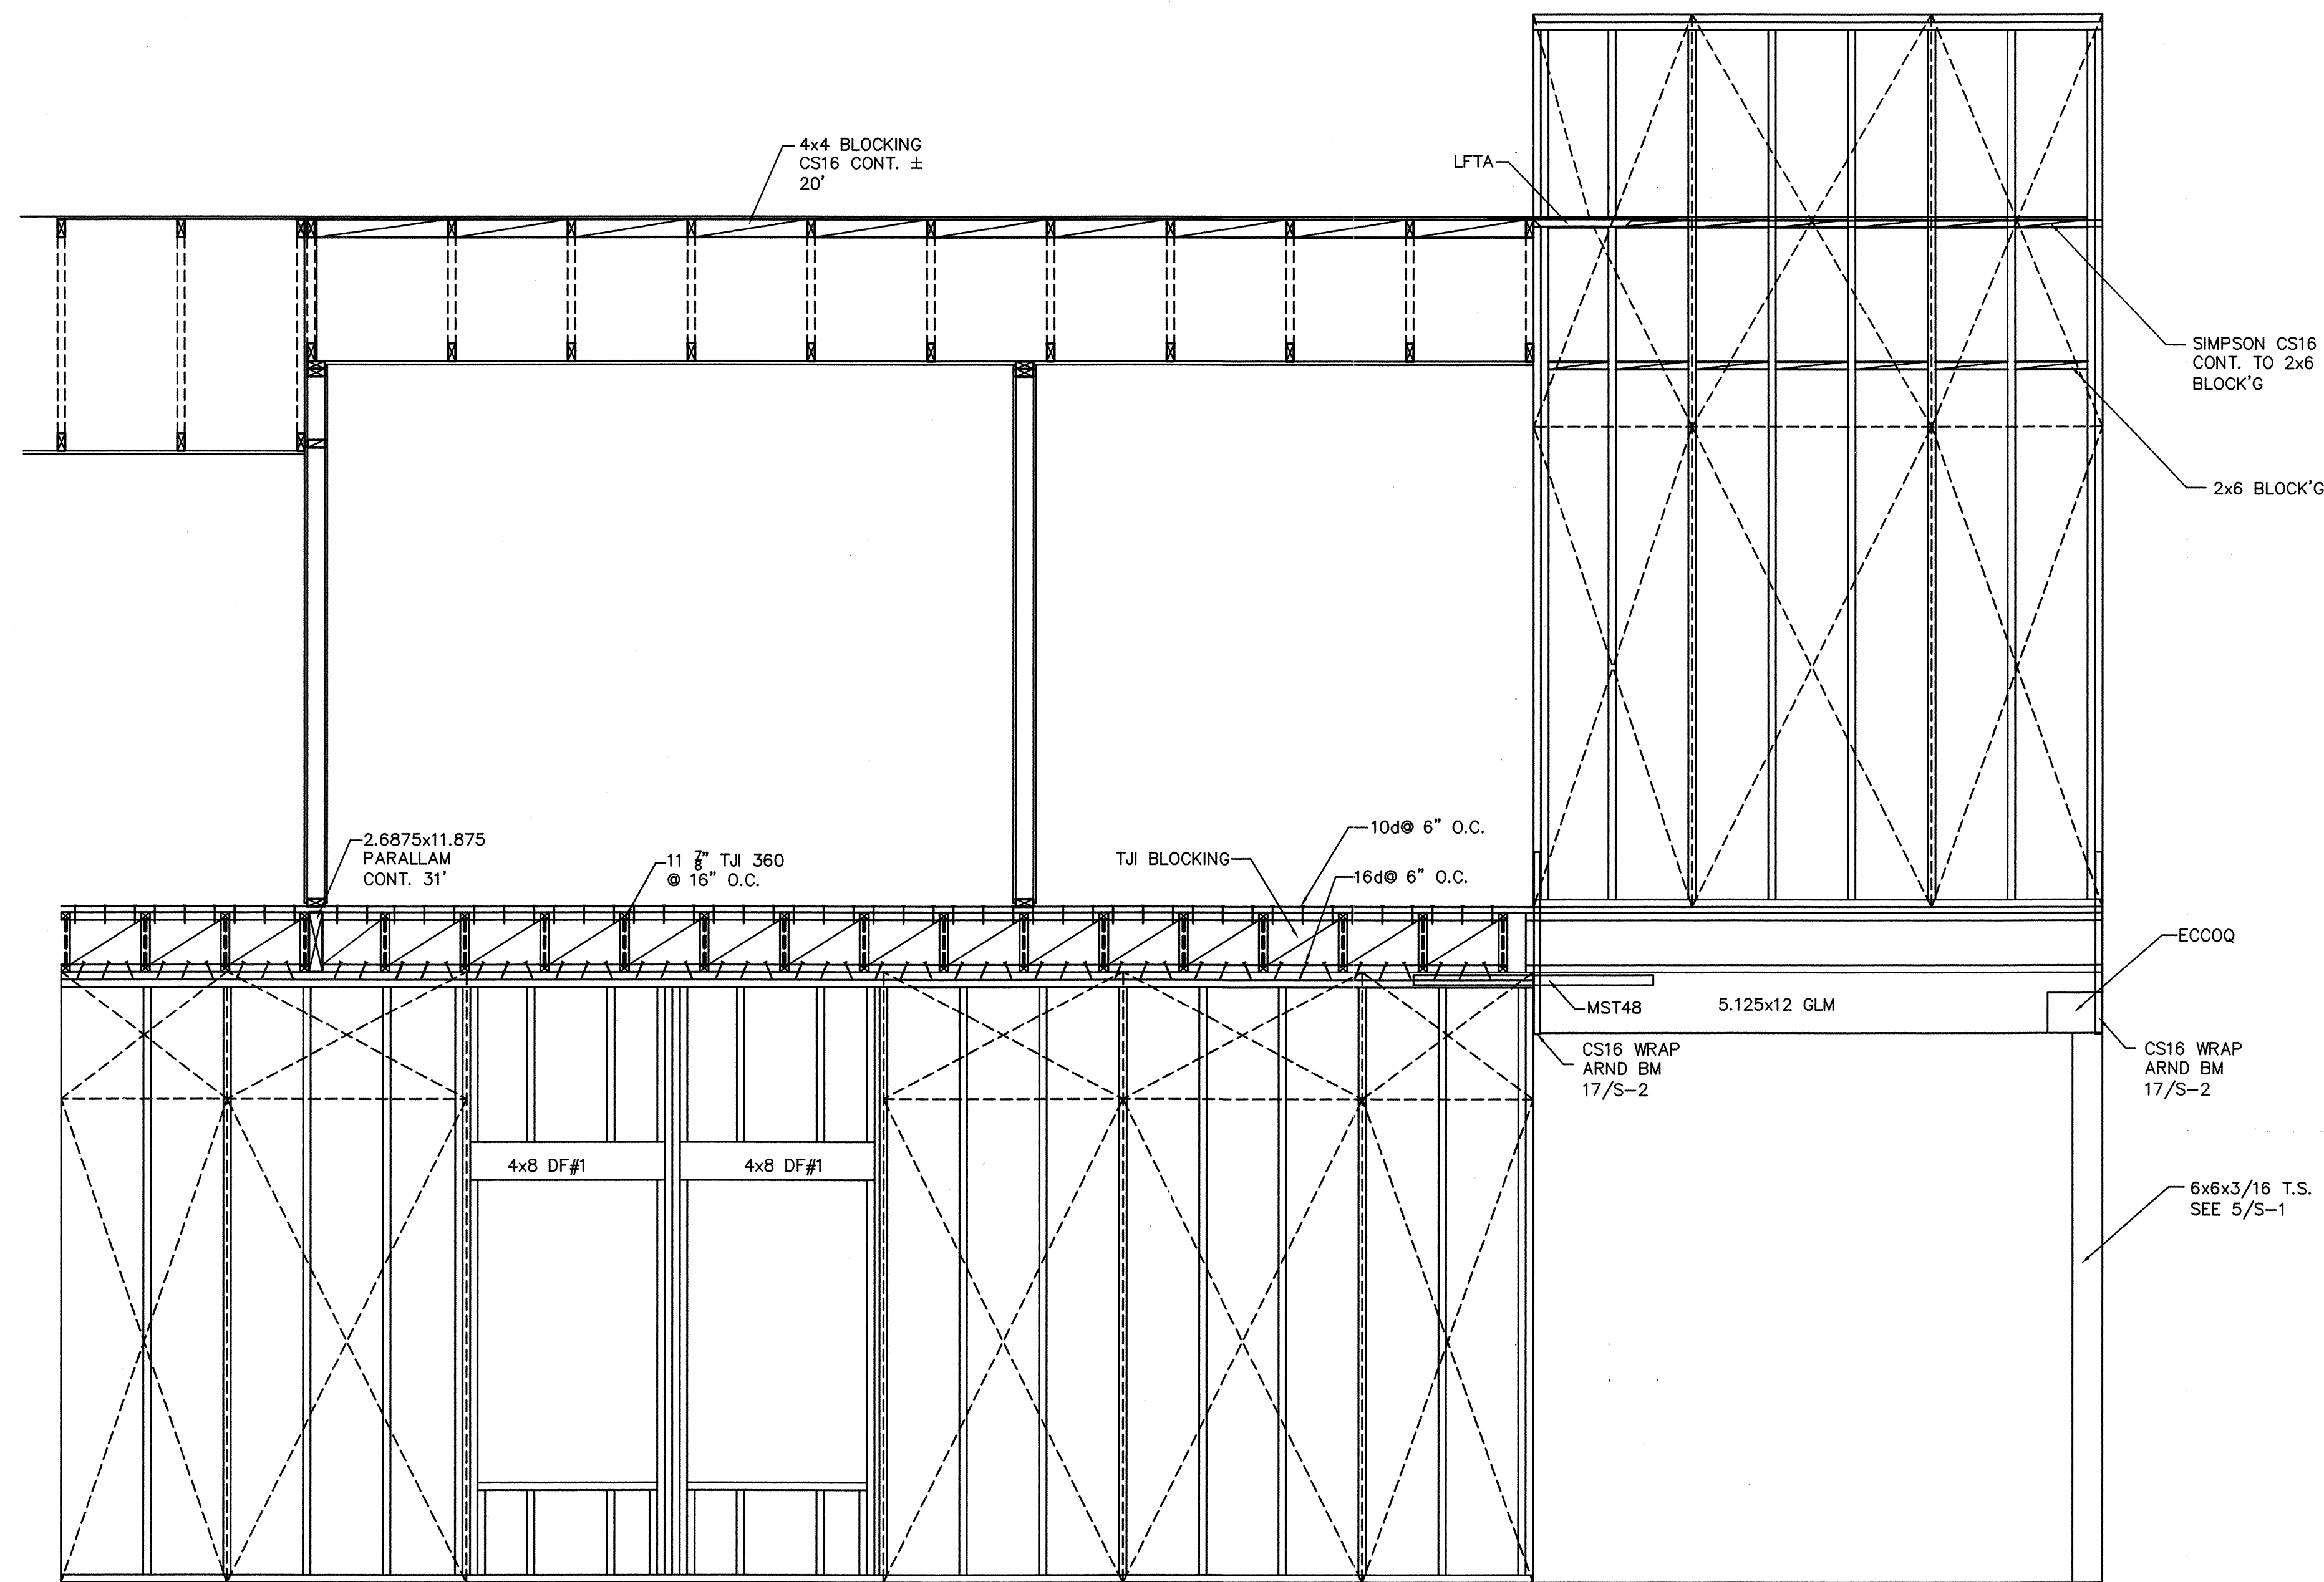 4x4 BLOCKING
CS16 CONT. ±
20'
LFTA
SIMPSON CS16
CONT. TO 2x6
BLOCK'G
2x6 BLOCK'G
2.6875x11.875
PARALLAM
CONT. 31'
11 7/8" TJI 360
@ 16" O.C.
TJI BLOCKING
10d@ 6" O.C.
16d@ 6" O.C.
ECCOQ
MST48
5.125x12 GLM
CS16 WRAP
ARND BM
17/S-2
CS16 WRAP
ARND BM
17/S-2
4x8 DF#1
4x8 DF#1
6x6x3/16 T.S.
SEE 5/S-1